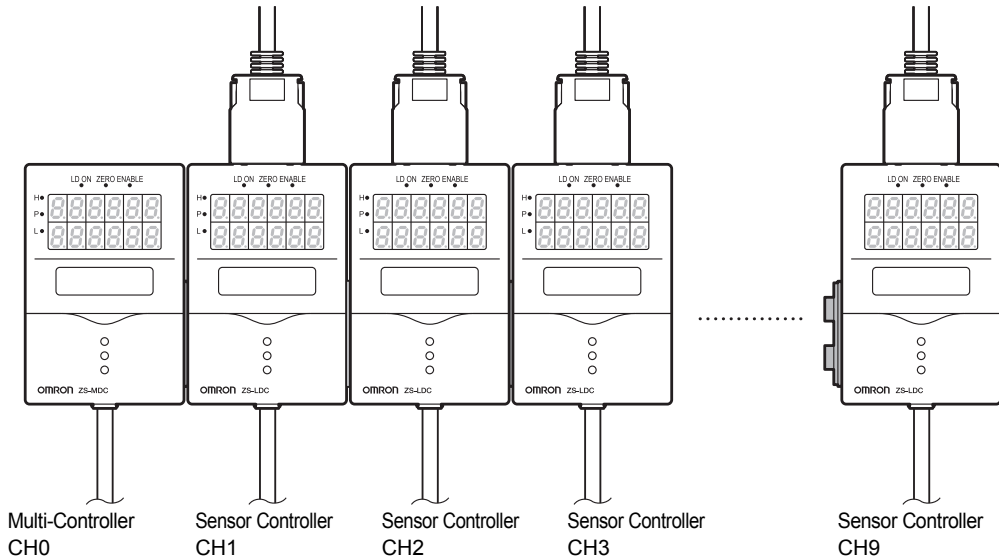 LD ON ZERO ENABLE
H
P
L
OMRON ZS-MDC
LD ON ZERO ENABLE
H
P
L
OMRON ZS-LDC
LD ON ZERO ENABLE
H
P
L
OMRON ZS-LDC
LD ON ZERO ENABLE
H
P
L
OMRON ZS-LDC
LD ON ZERO ENABLE
OMRON ZS-LDC
Multi-Controller
CH0
Sensor Controller
CH1
Sensor Controller
CH2
Sensor Controller
CH3
Sensor Controller
CH9